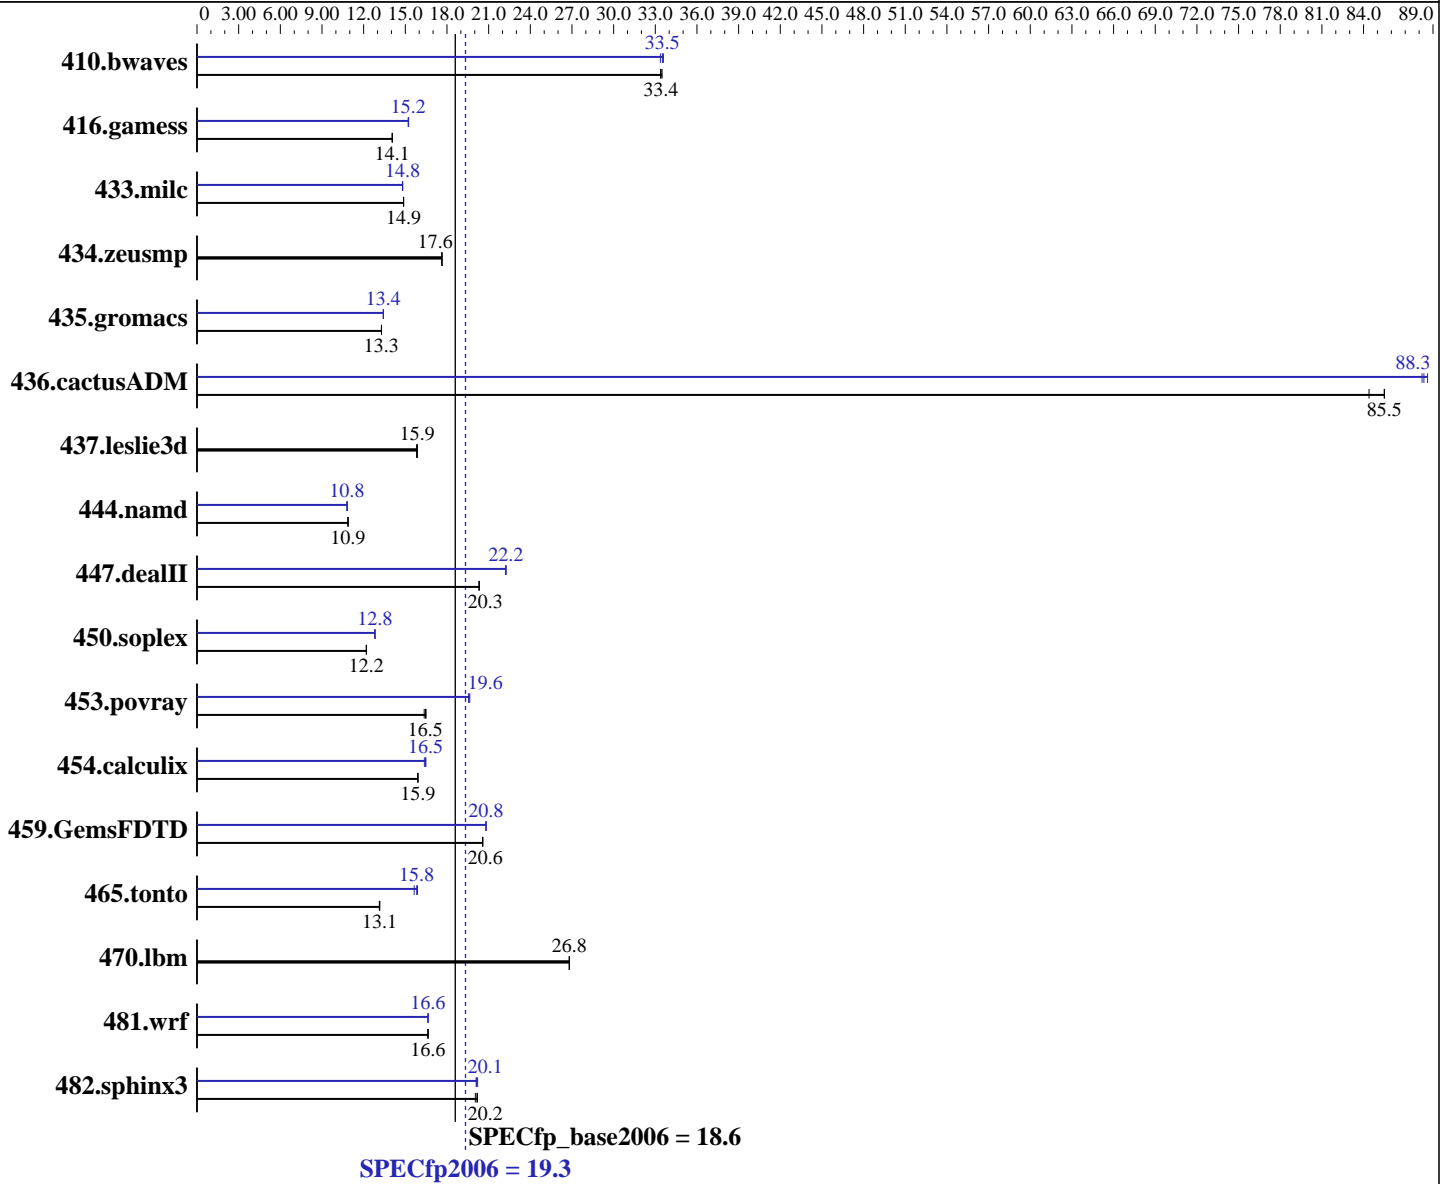 0 3.00 6.00 9.00 12.0 15.0 18.0 21.0 24.0 27.0 30.0 33.0 36.0 39.0 42.0 45.0 48.0 51.0 54.0 57.0 60.0 63.0 66.0 69.0 72.0 75.0 78.0 81.0 84.0 89.0
33.5
410.bwaves
33.4
15.2
416.gamess
14.1
14.8
433.milc
14.9
17.6
434.zeusmp
13.4
435.gromacs
13.3
88.3
436.cactusADM
85.5
15.9
437.leslie3d
10.8
444.namd
10.9
22.2
447.dealII
20.3
12.8
450.soplex
12.2
19.6
453.povray
16.5
16.5
454.calculix
15.9
20.8
459.GemsFDTD
20.6
15.8
465.tonto
13.1
26.8
470.lbm
16.6
481.wrf
16.6
20.1
482.sphinx3
20.2
SPECfp_base2006 = 18.6
SPECfp2006 = 19.3